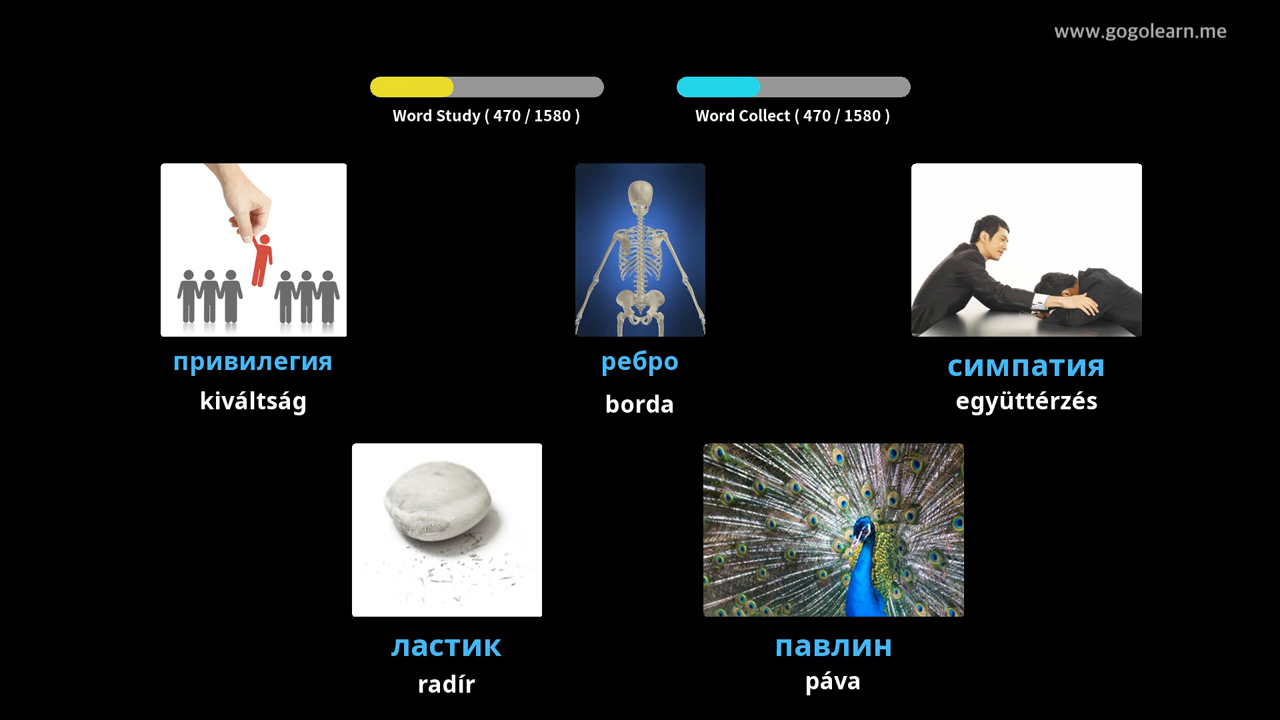 www.gogolearn.me
Word Study ( 470 / 1580 )
Word Collect ( 470 / 1580 )
привилегия
kiváltság
ребро
borda
симпатия
együttérzés
ластик
radír
павлин
páva